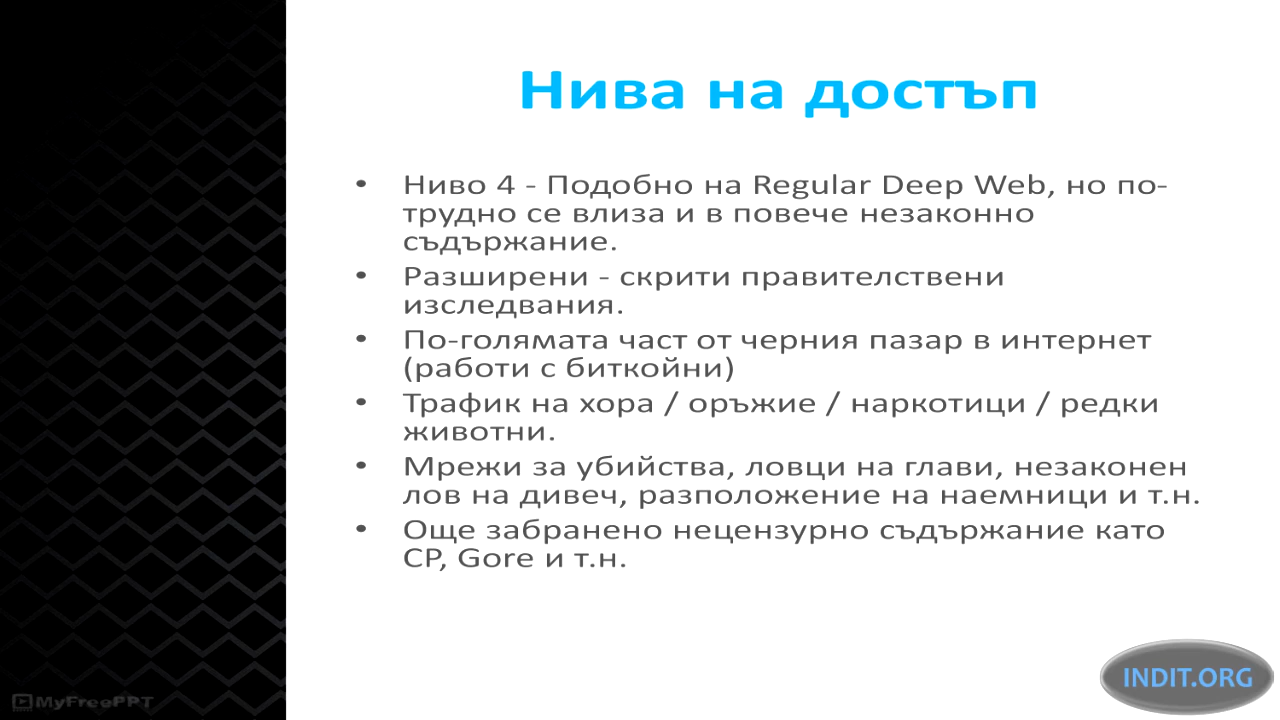 Нива на достъп
• Ниво 4 - Подобно на Regular Deep Web, но по-
трудно се влиза и в повече незаконно
съдържание.
• Разширени - скрити правителствени
изследвания.
• По-голямата част от черния пазар в интернет
(работи с биткойни)
• Трафик на хора / оръжие / наркотици / редки
животни.
• Мрежи за убийства, ловци на глави, незаконен
лов на дивеч, разположение на наемници и т.н.
• Още забранено нецензурно съдържание като
CP, Gore и т.н.
INDIT.ORG
MyFreePPT